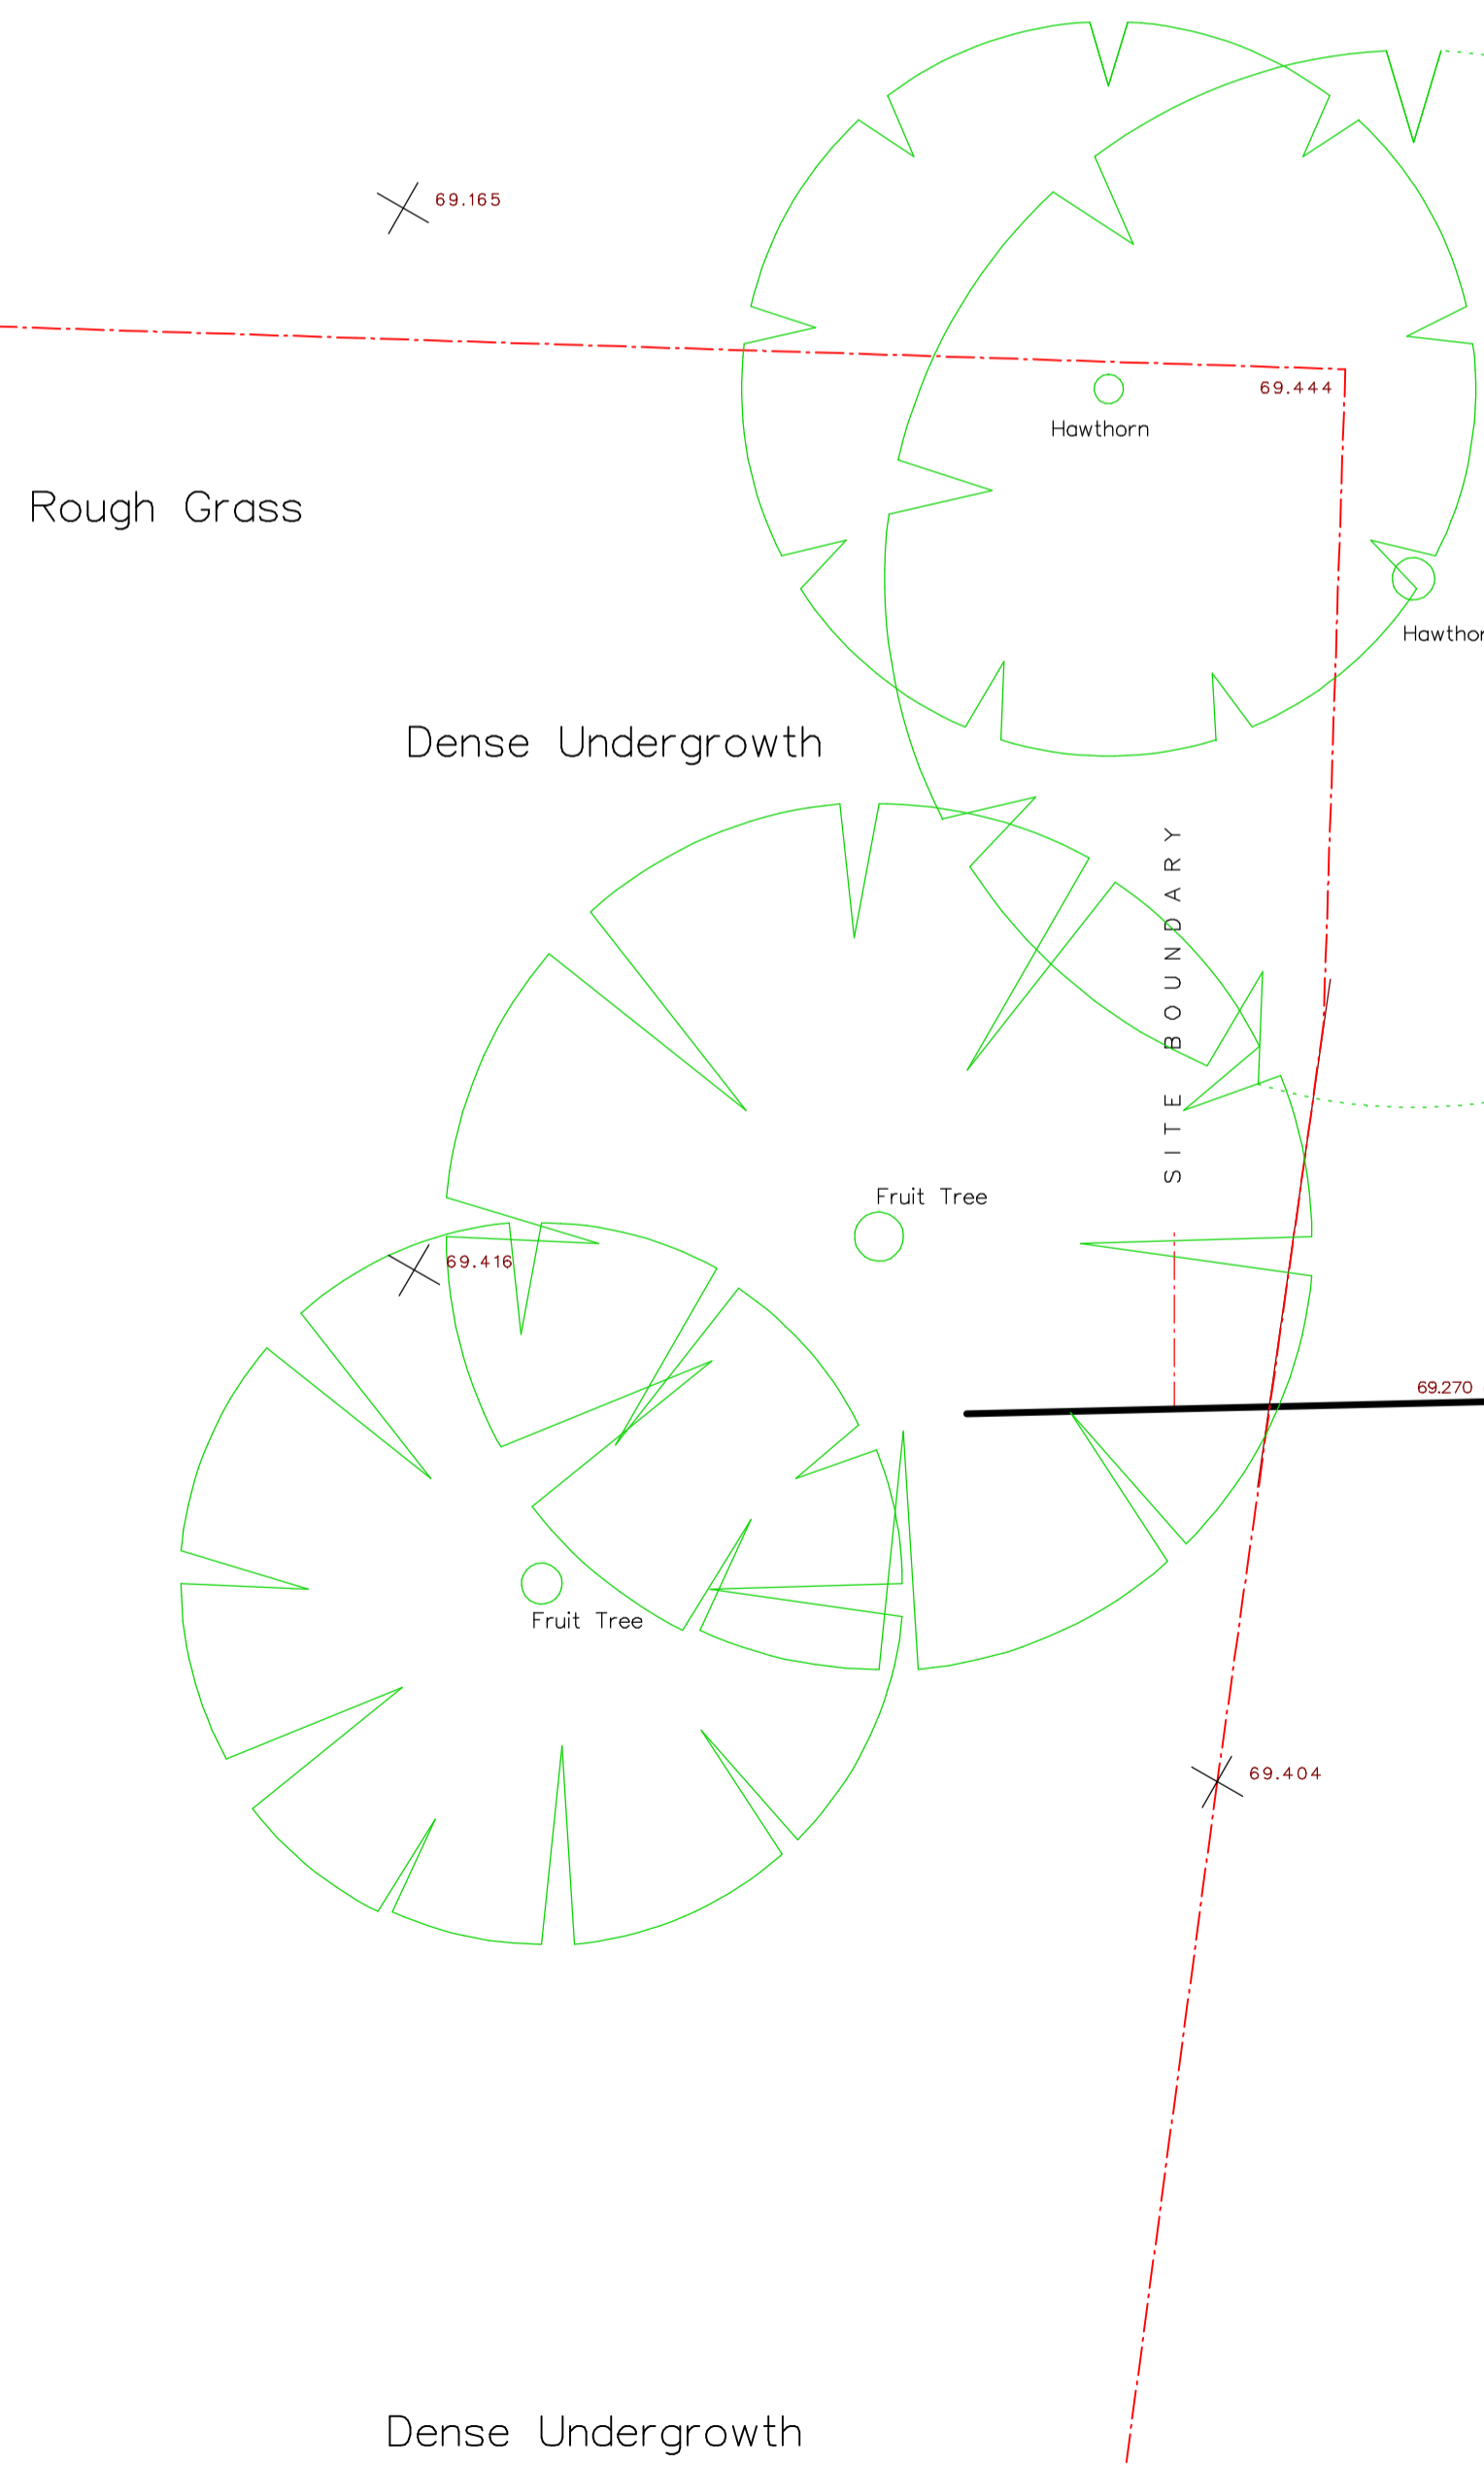 69.165
69.444
Hawthorn
Rough Grass
Hawthor
Dense Undergrowth
SITE BOUNDARY
Fruit Tree
69.416
69.270
Fruit Tree
69.404
Dense Undergrowth